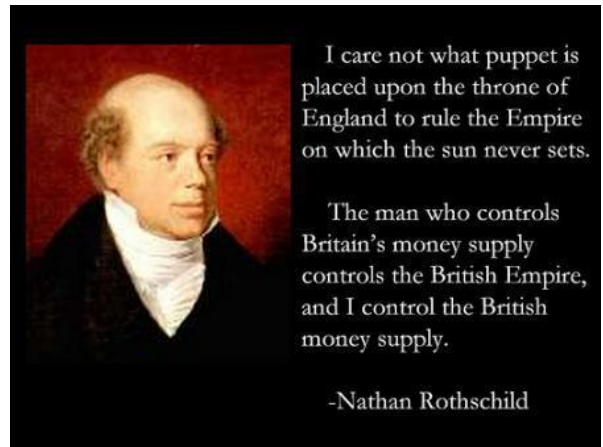 I care not what puppet is
placed upon the throne of
England to rule the Empire
on which the sun never sets.
The man who controls
Britain's money supply
controls the British Empire,
and I control the British
money supply.
-Nathan Rothschild